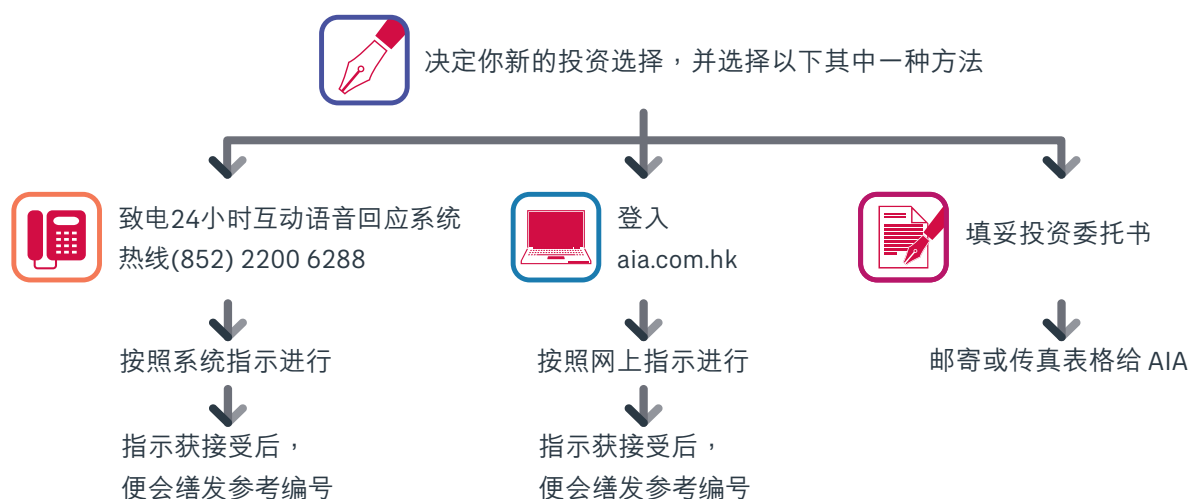 决定你新的投资选择，并选择以下其中一种方法
致电24小时互动语音回应系统
热线(852) 2200 6288
登入
aia.com.hk
填妥投资委托书
按照系统指示进行
按照网上指示进行
邮寄或传真表格给 AIA
指示获接受后，
便会缮发参考编号
指示获接受后，
便会缮发参考编号